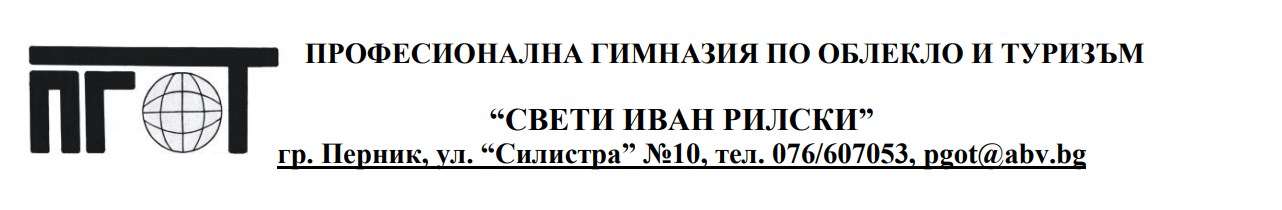 ПГОТ
ПРОФЕСИОНАЛНА ГИМНАЗИЯ ПО ОБЛЕКЛО И ТУРИЗЪМ
“СВЕТИ ИВАН РИЛСКИ”
гр. Перник, ул. “Силистра” №10, тел. 076/607053, pgot@abv.bg